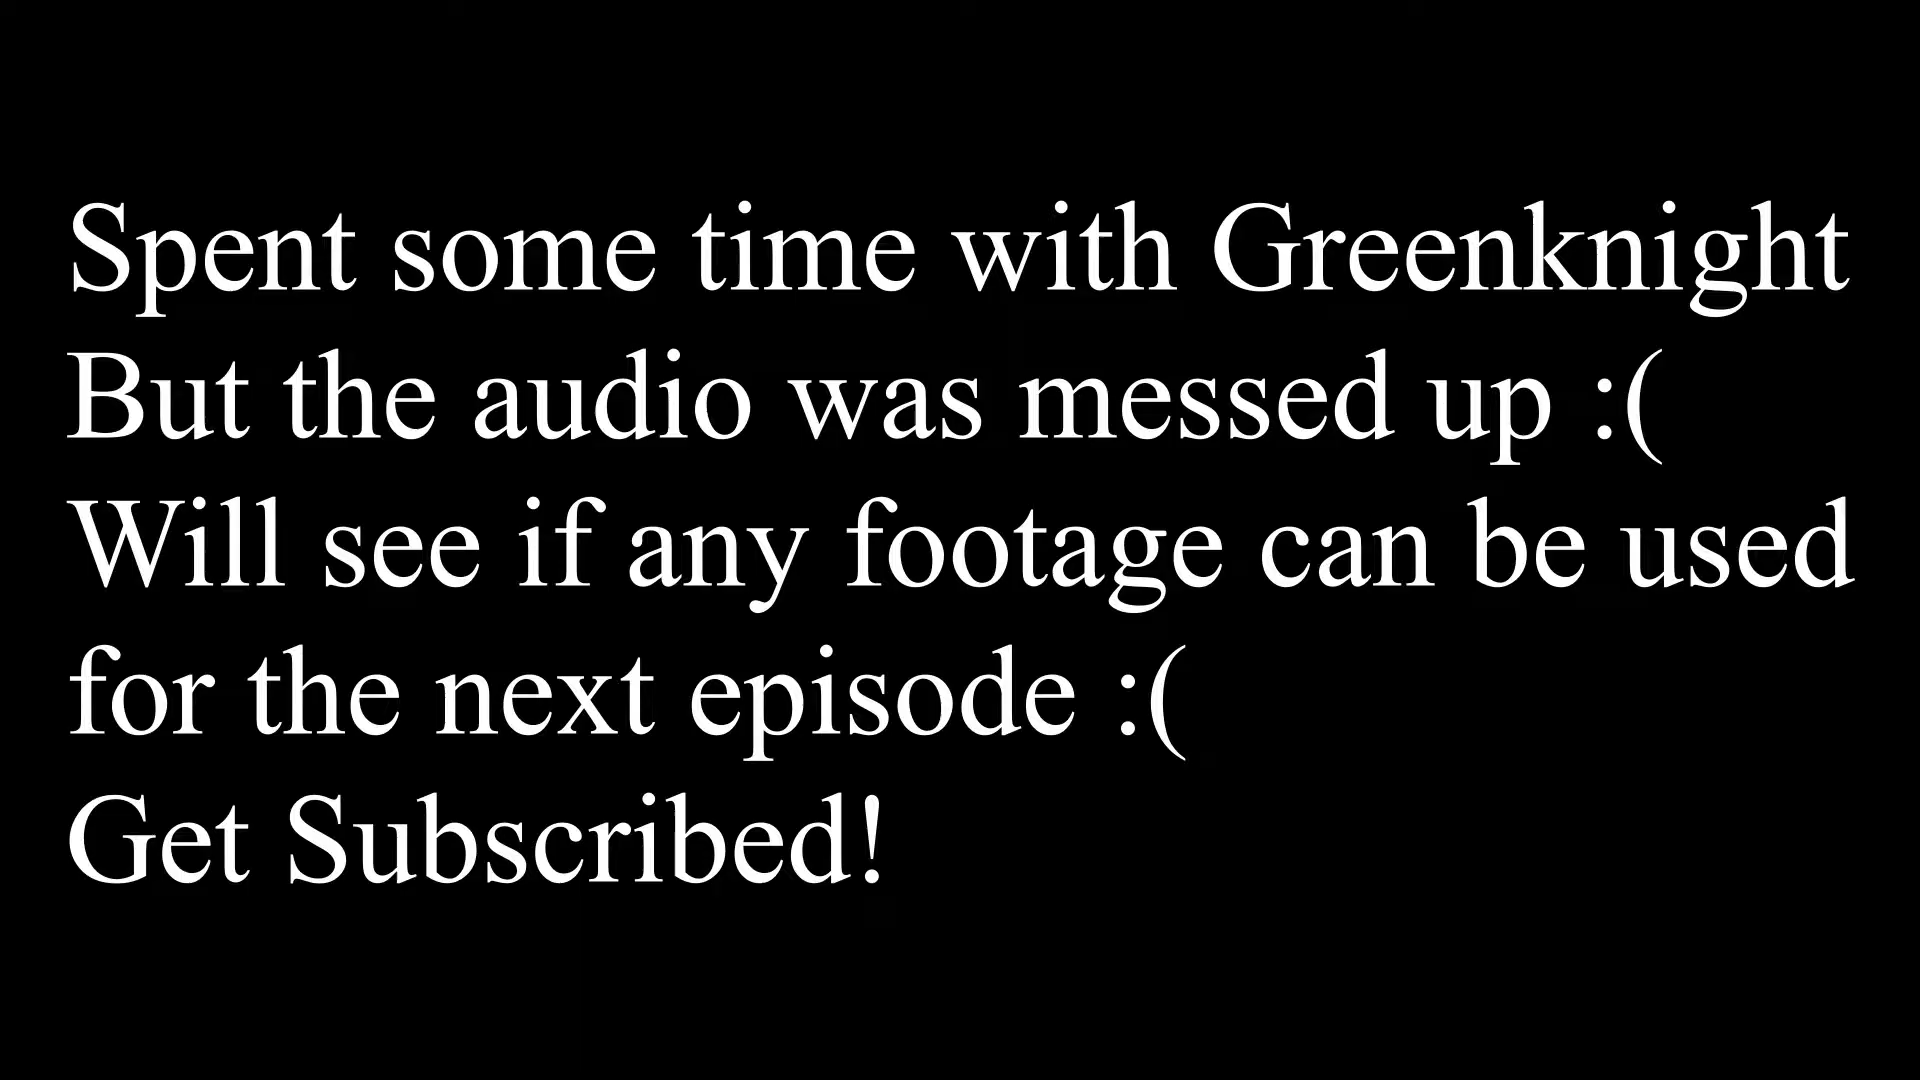 Spent some time with Greenknight
But the audio was messed up :(
Will see if any footage can be used
for the next episode :(
Get Subscribed!